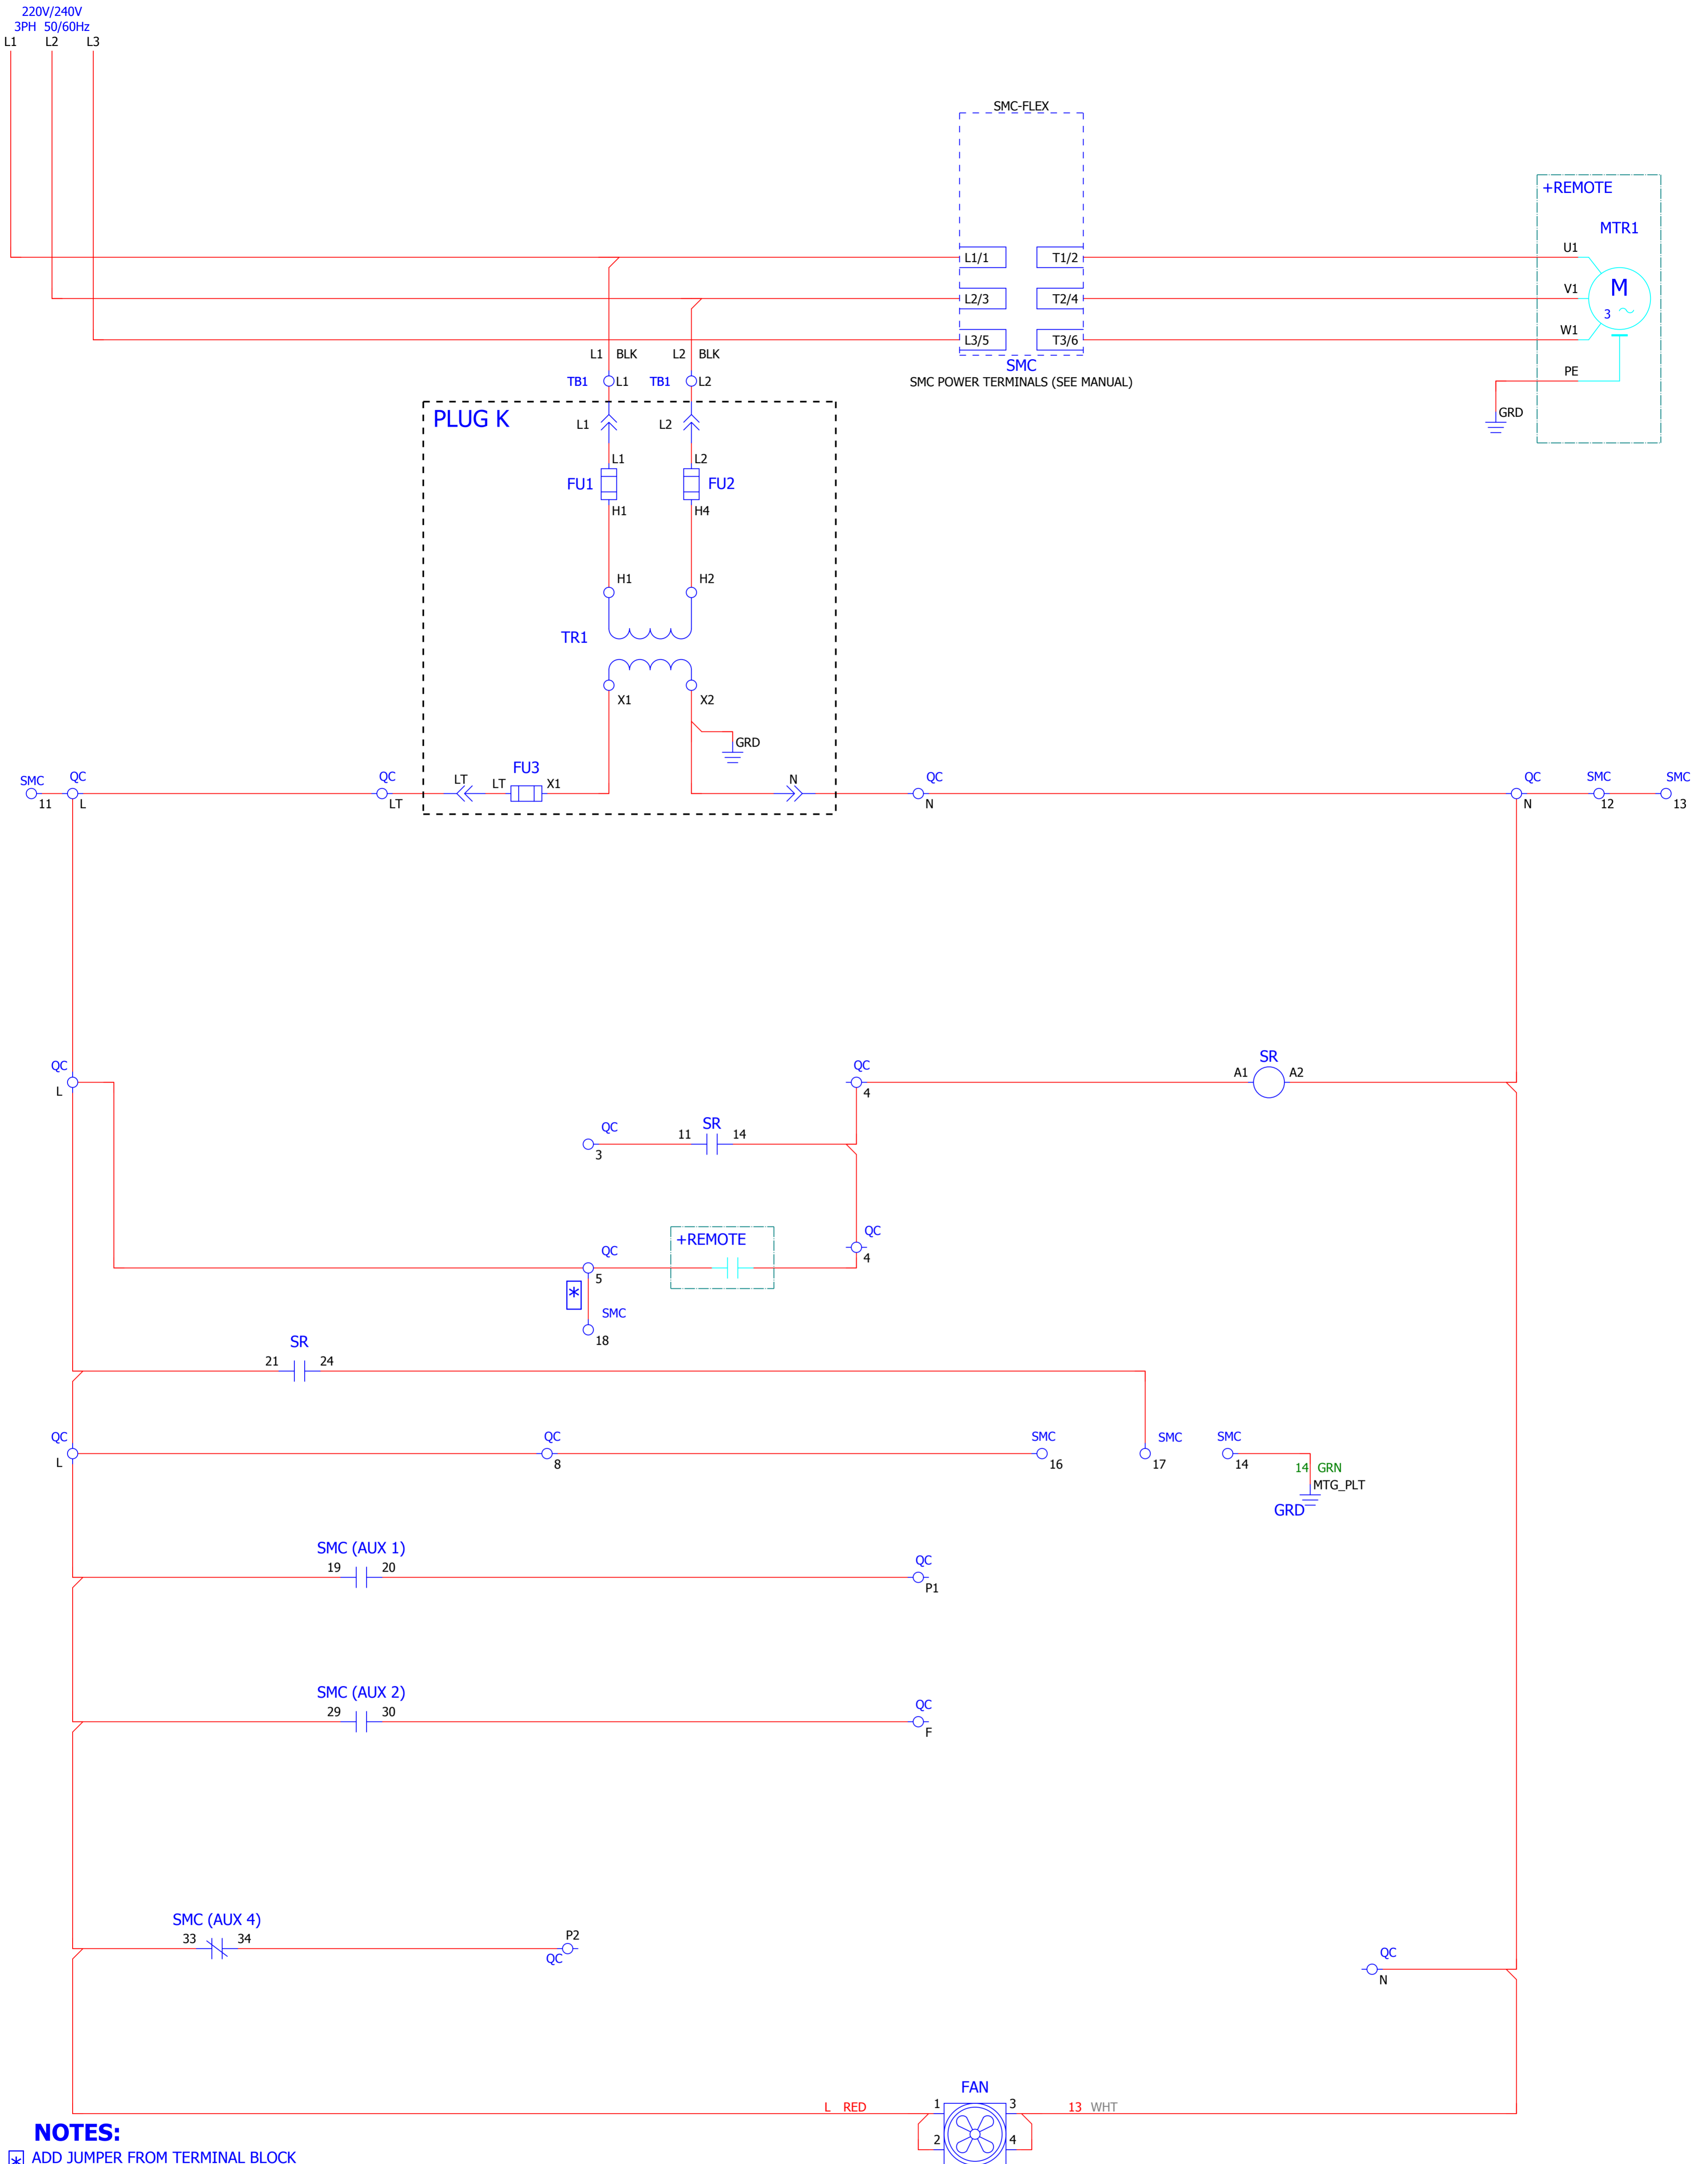 220V/240V
3PH 50/60Hz
L1 L2 L3
SMC-FLEX
+REMOTE
MTR1
U1
L1/1 T1/2
V1
M
3
L2/3 T2/4
W1
L3/5 T3/6
L1 BLK L2 BLK
SMC
PE
TB1 L1 TB1 L2
SMC POWER TERMINALS (SEE MANUAL)
GRD
PLUG K
L1 L2
L1 L2
FU1 FU2
H1 H4
H1 H2
TR1
X1 X2
GRD
FU3
SMC QC QC LT LT X1 N QC QC SMC SMC
11 L LT N N 12 13
QC QC SR
L 4 A1 A2
SR
QC 11 14
3
QC
+REMOTE
4
QC
5
*
SMC
18
SR
21 24
QC QC SMC SMC SMC
L 8 16 17 14
14 GRN
MTG_PLT
GRD
SMC (AUX 1)
19 20 QC
P1
SMC (AUX 2)
29 30 QC
F
SMC (AUX 4)
33 34 P2
QC
QC
N
FAN
L RED 1 3 13 WHT
2 4
NOTES:
* ADD JUMPER FROM TERMINAL BLOCK